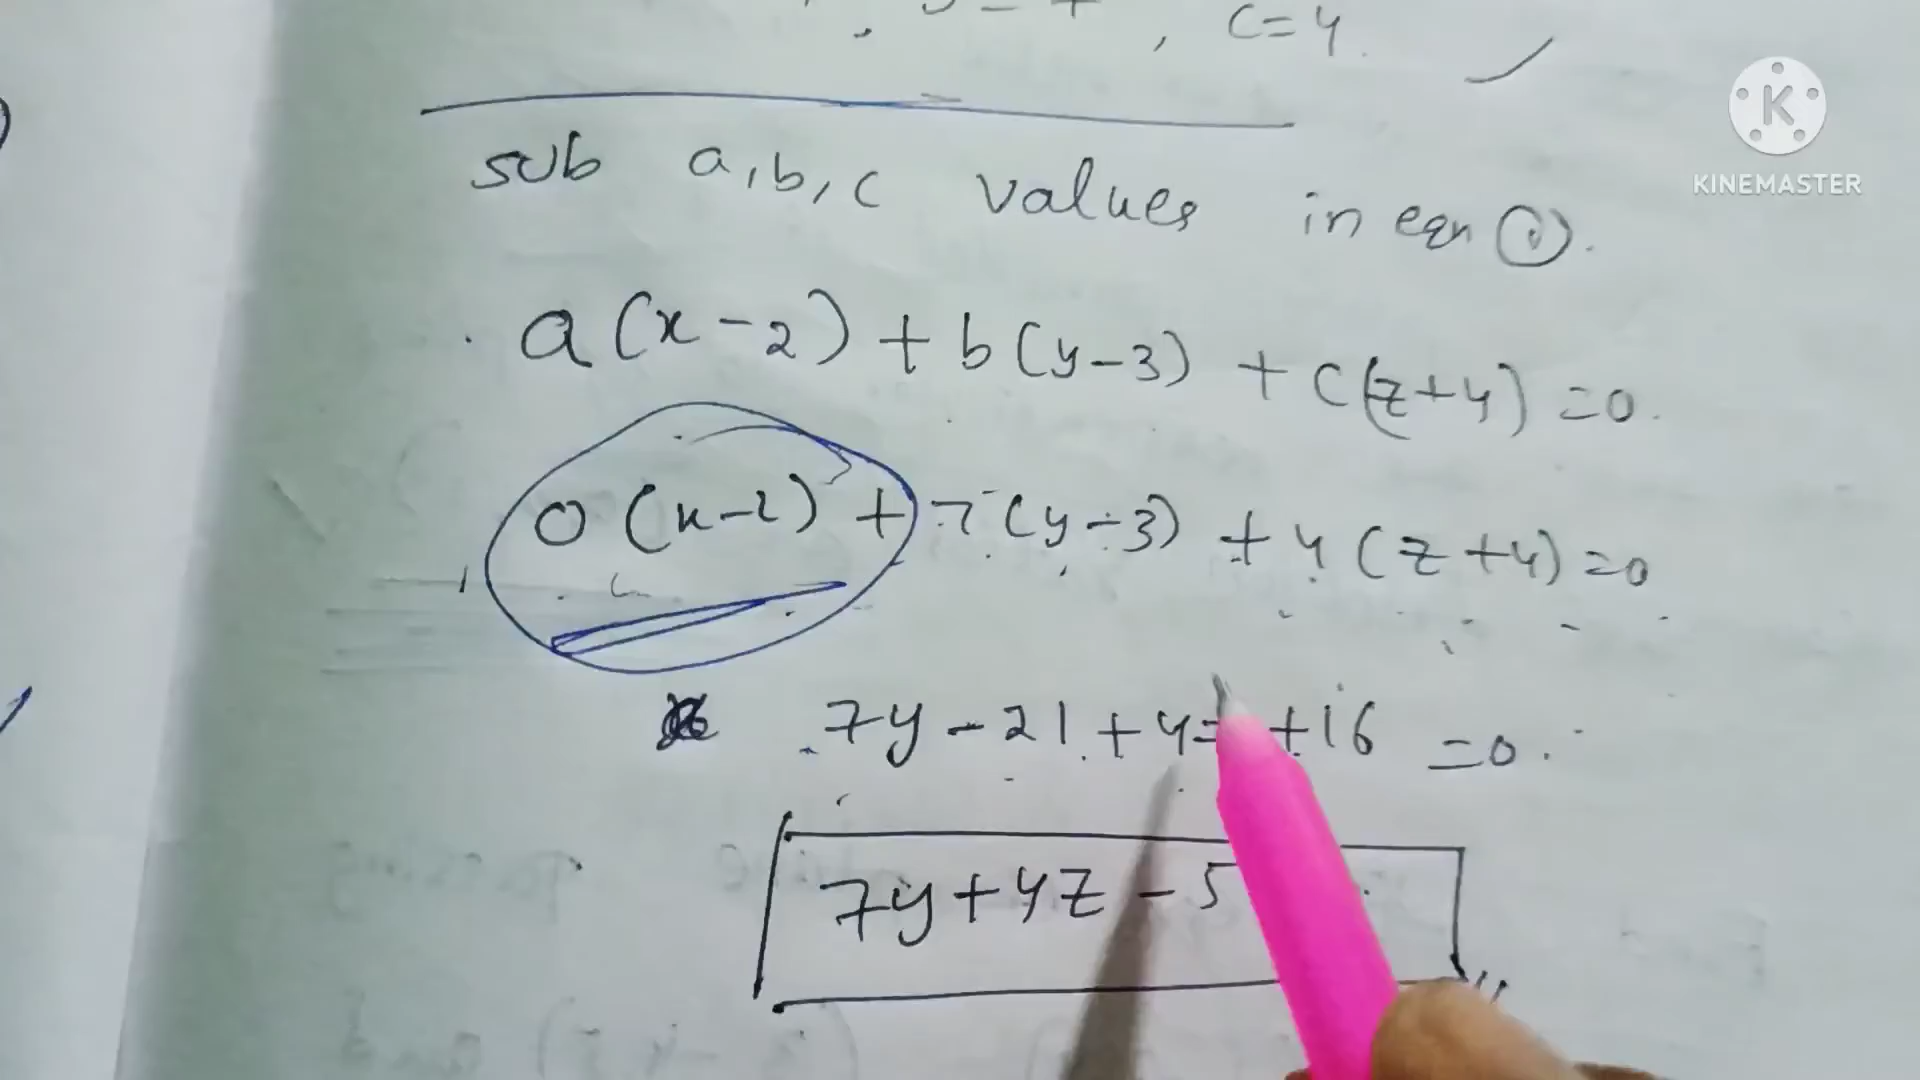 , c=4.
sub a,b,c values in eqn ①.
a(x-2)+b(y-3)+c(z+4)=0.
0(x-2)+7(y-3)+4(z+4)=0
7y-21+4z+16=0.
7y+4z-5
K
KINEMASTER